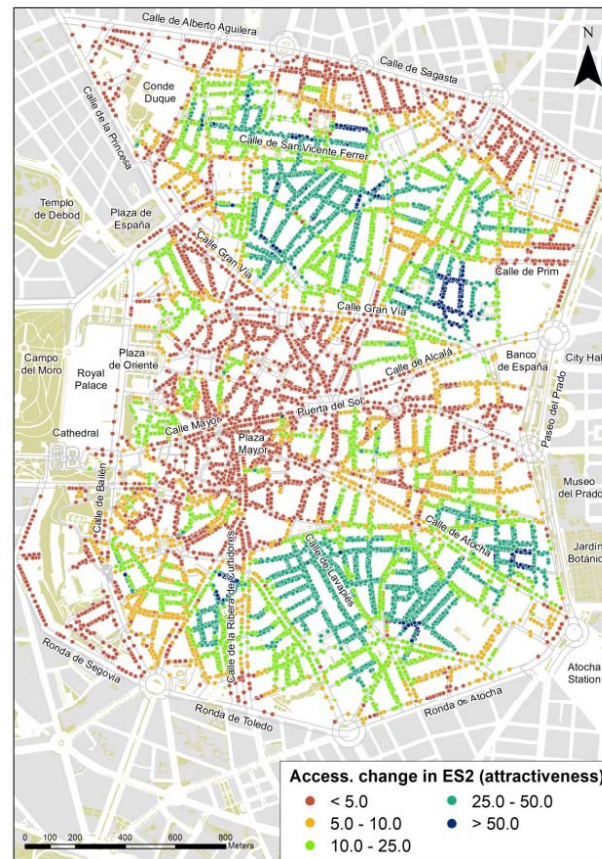 Calle de Alberto Aguilera
N
Calle de Sagasta
Conde
Duque
Calle de la Princesa
Calle de San Vicente Ferrer
Templo
de Debod
Plaza de
España
Calle Gran Vía
Calle de Prim
Calle Gran Vía
Calle de Alcalá
Campo
del Moro
Royal
Palace
Plaza
de Oriente
Banco
de España
City Hal
Puerta del Sol
Calle Mayor
Plaza
Mayor
Paseo del Prado
Cathedral
Calle de Bailén
Museo
del Prado
Calle de Atocha
Jardín
Botánic
Calle de Lavapiés
Calle de la Ribera de Curtidores
Atocha
Station
Ronda de Segovia
Ronda de Toledo
Ronda de Atocha
Access. change in ES2 (attractiveness)
< 5.0
5.0 - 10.0
10.0 - 25.0
25.0 - 50.0
> 50.0
0 100 200 400 600 800
Meters